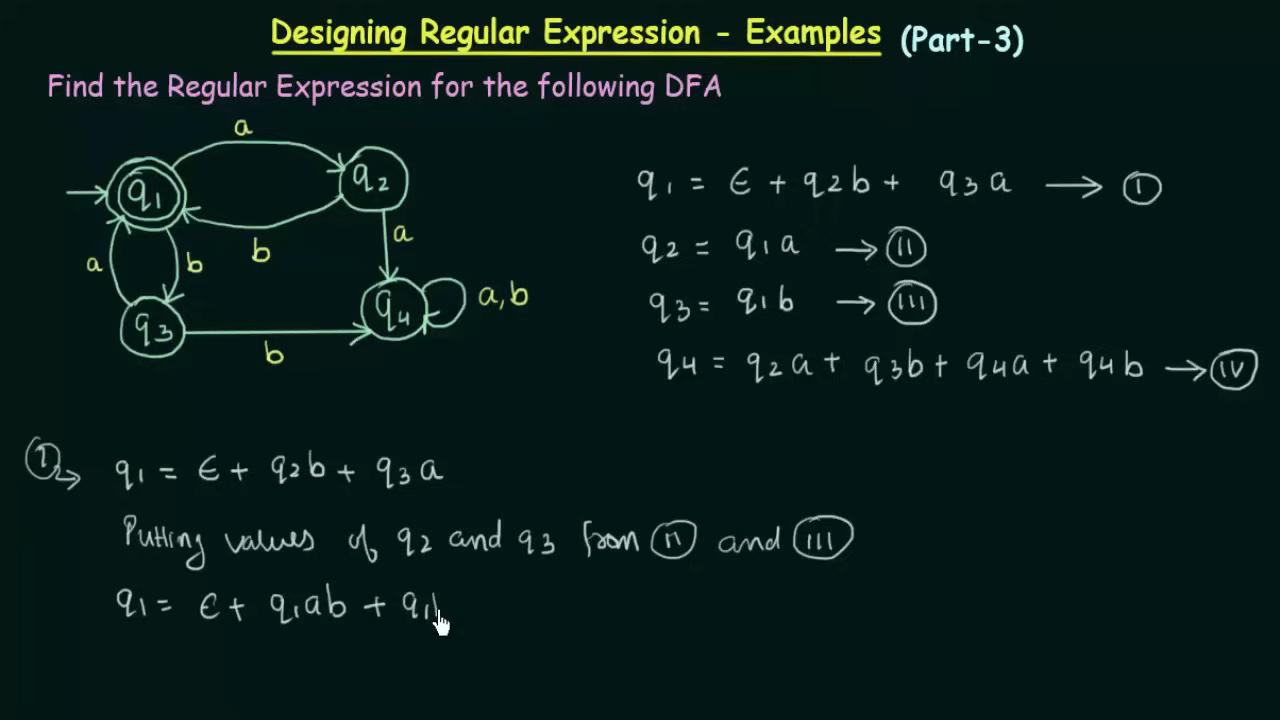 Designing Regular Expression - Examples (Part-3)
Find the Regular Expression for the following DFA
a
q1
q2
a
b
a
b
q3
q4
a,b
b
q1 = ϵ + q2b + q3a → I
q2 = q1a → II
q3 = q1b → III
q4 = q2a + q3b + q4a + q4b → IV
① → q1 = ϵ + q2b + q3a
Putting values of q2 and q3 from II and III
q1 = ϵ + q1ab + q1